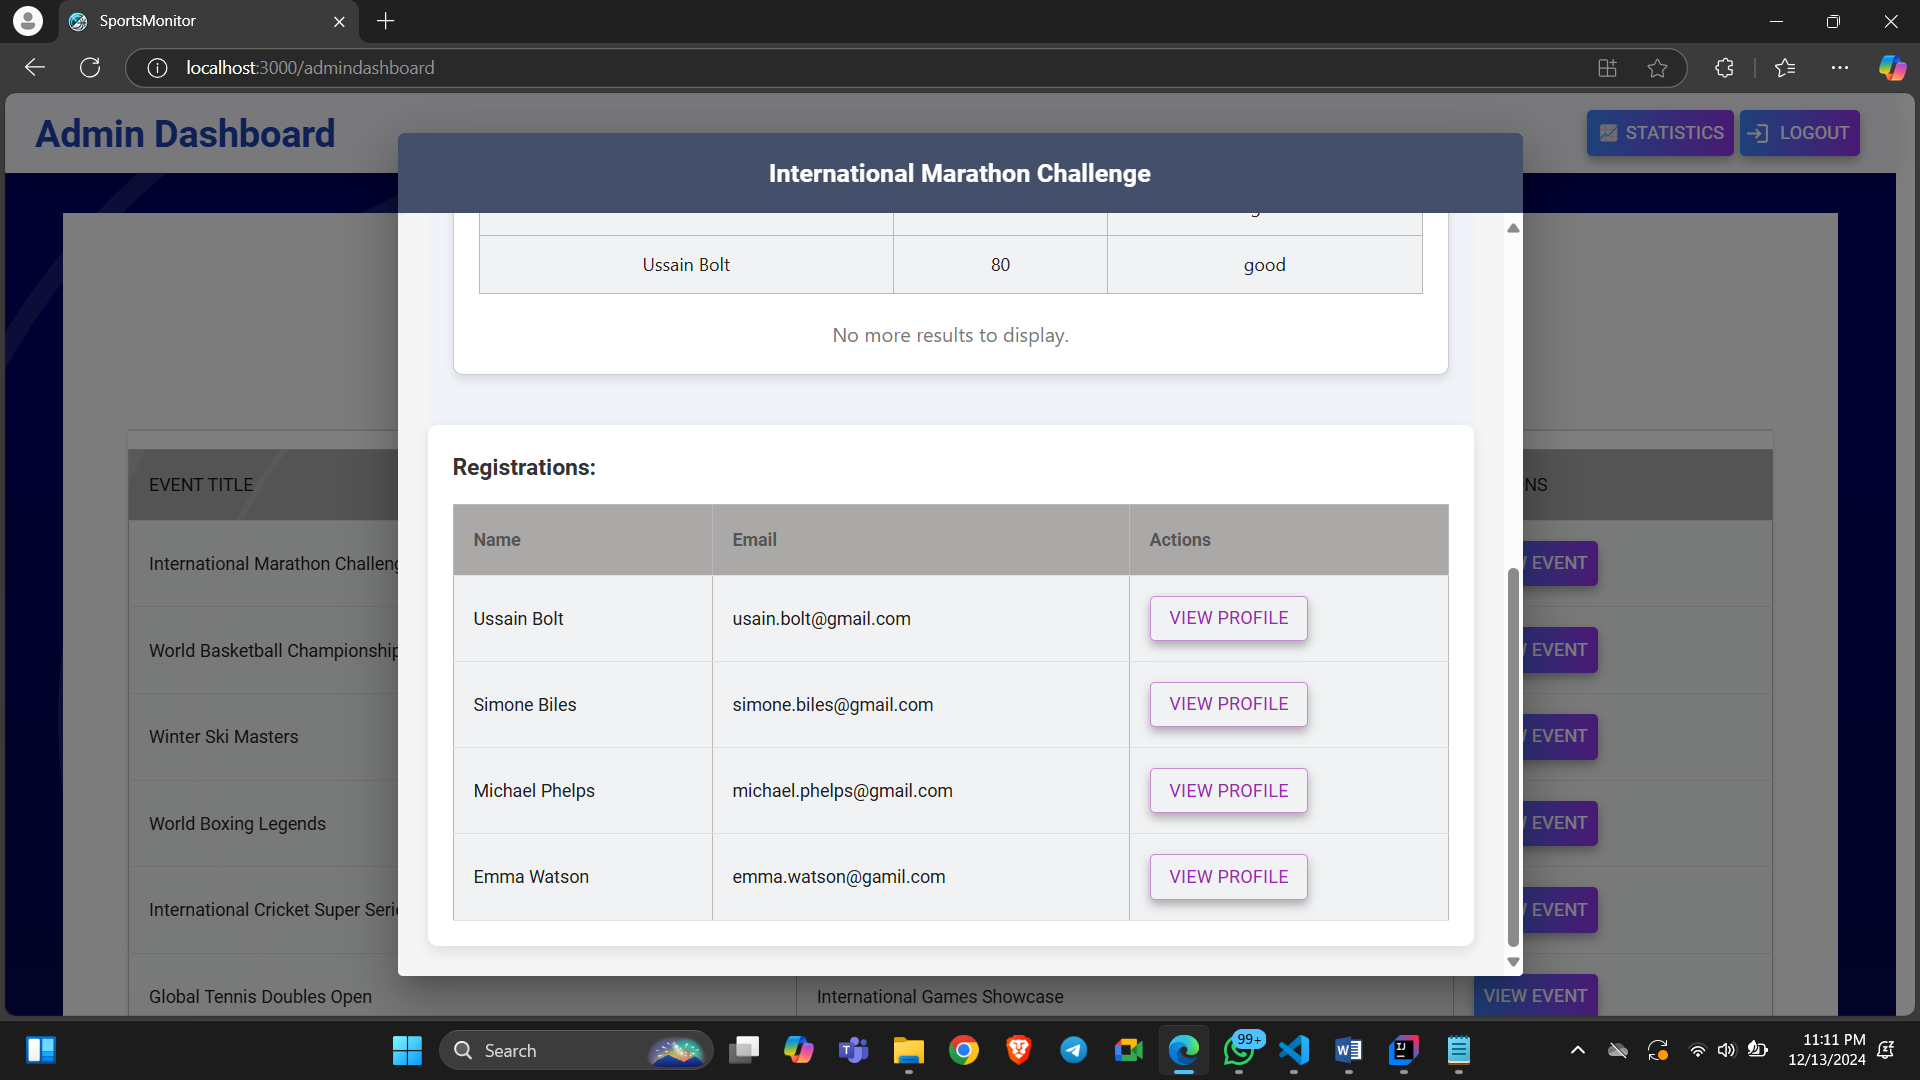 SportsMonitor
localhost:3000/admindashboard
Admin Dashboard
STATISTICS
LOGOUT
International Marathon Challenge
Ussain Bolt 80 good
No more results to display.
Registrations:
Name Email Actions
Ussain Bolt usain.bolt@gmail.com VIEW PROFILE
Simone Biles simone.biles@gmail.com VIEW PROFILE
Michael Phelps michael.phelps@gmail.com VIEW PROFILE
Emma Watson emma.watson@gamil.com VIEW PROFILE
EVENT TITLE NS
International Marathon Challeng EVENT
World Basketball Championship EVENT
Winter Ski Masters EVENT
World Boxing Legends EVENT
International Cricket Super Seri EVENT
Global Tennis Doubles Open International Games Showcase VIEW EVENT
Search
99+
11:11 PM
12/13/2024